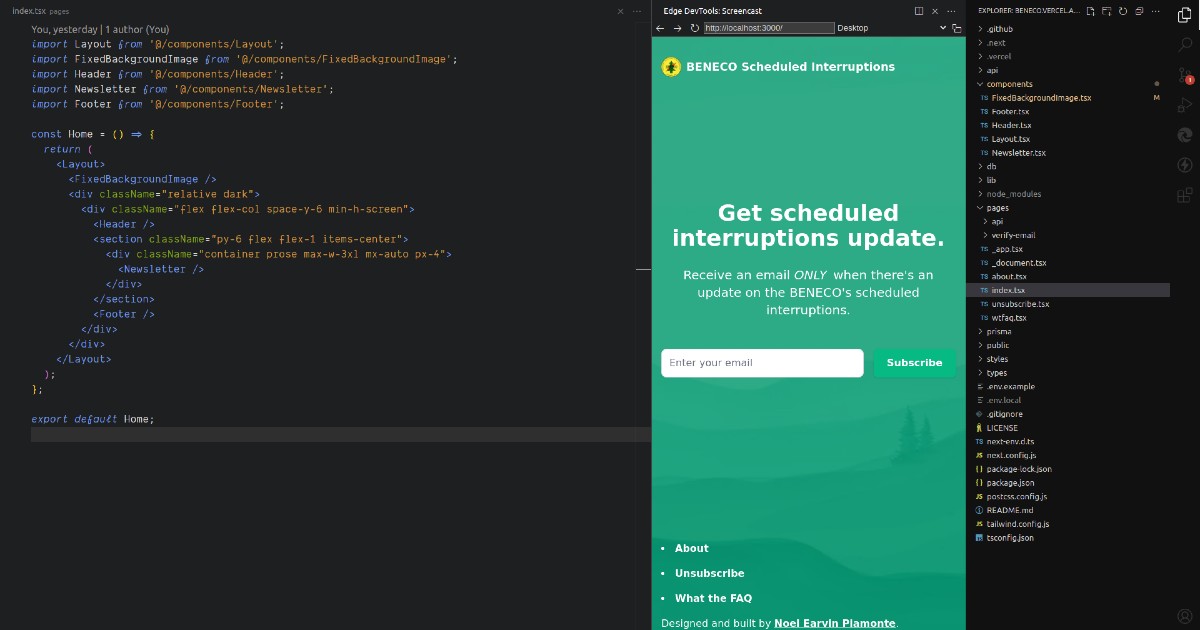 index.tsx pages
You, yesterday | 1 author (You)
import Layout from '@/components/Layout';
import FixedBackgroundImage from '@/components/FixedBackgroundImage';
import Header from '@/components/Header';
import Newsletter from '@/components/Newsletter';
import Footer from '@/components/Footer';
const Home = () => {
return (
<Layout>
<FixedBackgroundImage />
<div className="relative dark">
<div className="flex flex-col space-y-6 min-h-screen">
<Header />
<section className="py-6 flex flex-1 items-center">
<div className="container prose max-w-3xl mx-auto px-4">
<Newsletter />
</div>
</section>
<Footer />
</div>
</div>
</Layout>
);
};
export default Home;
Edge DevTools: Screencast
http://localhost:3000/ Desktop
BENECO Scheduled Interruptions
Get scheduled
interruptions update.
Receive an email ONLY when there's an
update on the BENECO's scheduled
interruptions.
Enter your email Subscribe
• About
• Unsubscribe
• What the FAQ
Designed and built by Noel Earvin Piamonte.
EXPLORER: BENECO.VERCEL.A...
.github
.next
.vercel
api
components
TS FixedBackgroundImage.tsx M
TS Footer.tsx
TS Header.tsx
TS Layout.tsx
TS Newsletter.tsx
db
lib
node_modules
pages
api
verify-email
TS _app.tsx
TS _document.tsx
TS about.tsx
TS index.tsx
TS unsubscribe.tsx
TS wtfaq.tsx
prisma
public
styles
types
.env.example
.env.local
.gitignore
LICENSE
TS next-env.d.ts
JS next.config.js
{ } package-lock.json
{ } package.json
JS postcss.config.js
README.md
JS tailwind.config.js
tsconfig.json
1